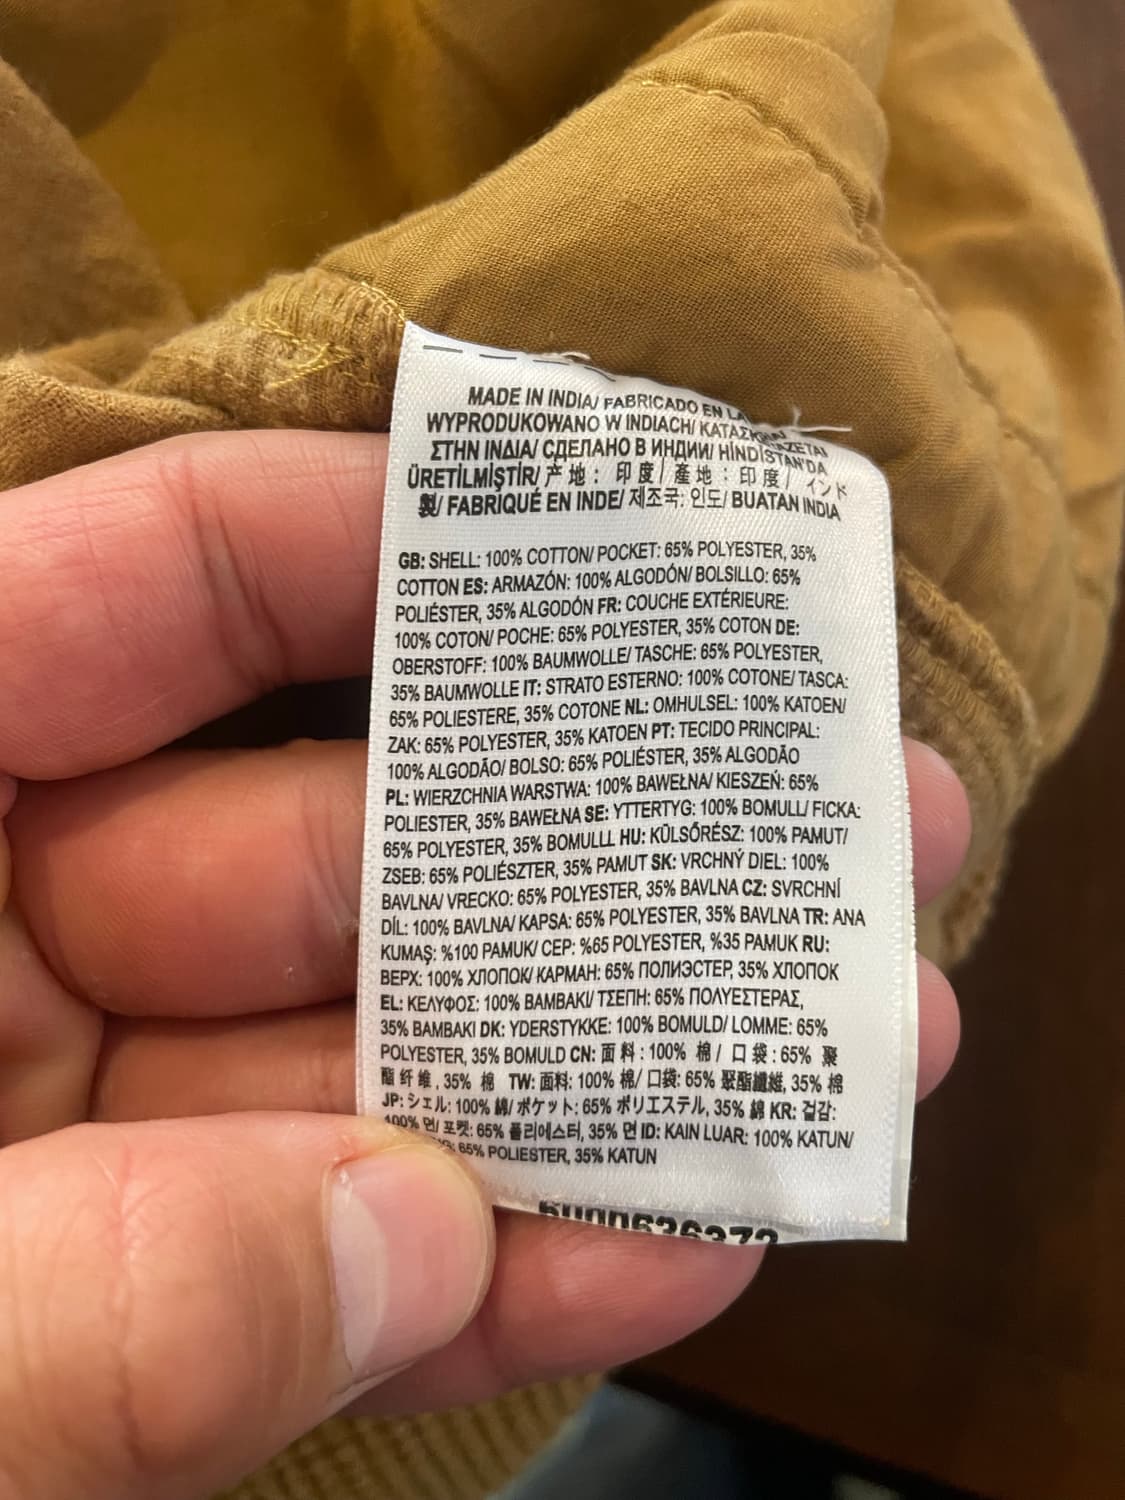 MADE IN INDIA/ FABRICADO EN LA
WYPRODUKOWANO W INDIACH/
ΣΤΗΝ ΙΝΔΙΑ/ СДЕЛАНО В ИНДИИ/ HİNDİSTAN'DA
ÜRETİLMİŞTİR/ 产 地 : 印 度/ 產 地 : 印 度/ インド
製/ FABRIQUÉ EN INDE/ 제조국: 인도/ BUATAN INDIA
GB: SHELL: 100% COTTON/ POCKET: 65% POLYESTER, 35%
COTTON ES: ARMAZÓN: 100% ALGODÓN/ BOLSILLO: 65%
POLIÉSTER, 35% ALGODÓN FR: COUCHE EXTÉRIEURE:
100% COTON/ POCHE: 65% POLYESTER, 35% COTON DE:
OBERSTOFF: 100% BAUMWOLLE/ TASCHE: 65% POLYESTER,
35% BAUMWOLLE IT: STRATO ESTERNO: 100% COTONE/ TASCA:
65% POLIESTERE, 35% COTONE NL: OMHULSEL: 100% KATOEN/
ZAK: 65% POLYESTER, 35% KATOEN PT: TECIDO PRINCIPAL:
100% ALGODÃO/ BOLSO: 65% POLIÉSTER, 35% ALGODÃO
PL: WIERZCHNIA WARSTWA: 100% BAWEŁNA/ KIESZEŃ: 65%
POLIESTER, 35% BAWEŁNA SE: YTTERTYG: 100% BOMULL/ FICKA:
65% POLYESTER, 35% BOMULLL HU: KÜLSŐRÉSZ: 100% PAMUT/
ZSEB: 65% POLIÉSZTER, 35% PAMUT SK: VRCHNÝ DIEL: 100%
BAVLNA/ VRECKO: 65% POLYESTER, 35% BAVLNA CZ: SVRCHNÍ
DÍL: 100% BAVLNA/ KAPSA: 65% POLYESTER, 35% BAVLNA TR: ANA
KUMAŞ: %100 PAMUK/ CEP: %65 POLYESTER, %35 PAMUK RU:
ВЕРХ: 100% ХЛОПОК/ КАРМАН: 65% ПОЛИЭСТЕР, 35% ХЛОПОК
EL: ΚΕΛΥΦΟΣ: 100% ΒΑΜΒΑΚΙ/ ΤΣΕΠΗ: 65% ΠΟΛΥΕΣΤΕΡΑΣ,
35% ΒΑΜΒΑΚΙ DK: YDERSTYKKE: 100% BOMULD/ LOMME: 65%
POLYESTER, 35% BOMULD CN: 面 料 : 100% 棉 / 口 袋 : 65% 聚
酯 纤 维 , 35% 棉 TW: 面料: 100% 棉/ 口袋: 65% 聚酯纖維, 35% 棉
JP: シェル: 100% 綿/ ポケット: 65% ポリエステル, 35% 綿 KR: 겉감:
100% 면/ 포켓: 65% 폴리에스터, 35% 면 ID: KAIN LUAR: 100% KATUN/
65% POLIESTER, 35% KATUN